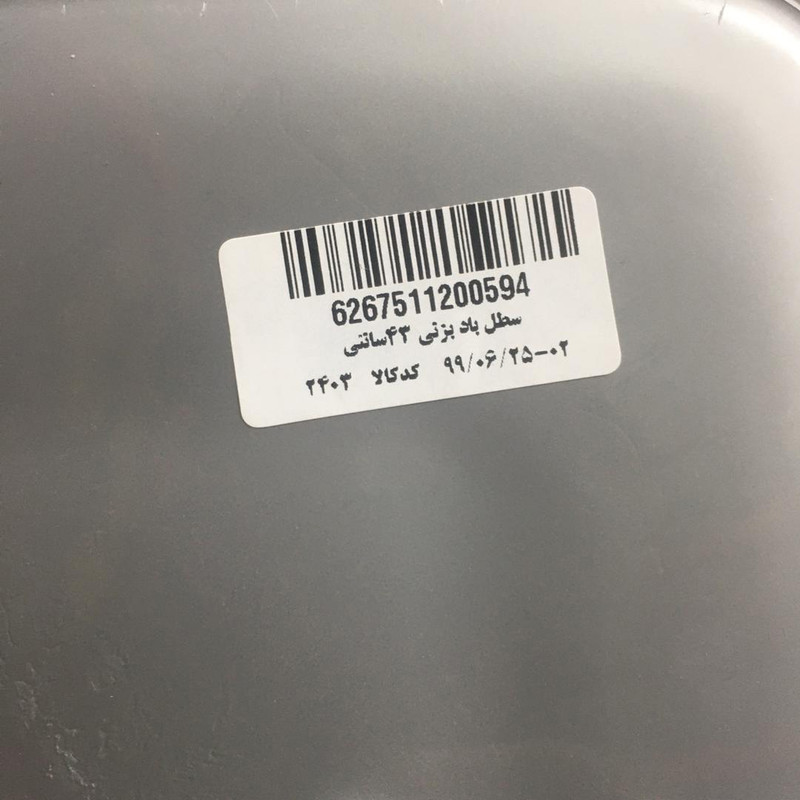 6267511200594
سطل باد بزنی ۴۳سانتی
۹۹/۰۶/۲۵-۰۲ کدکالا ۲۴۰۳